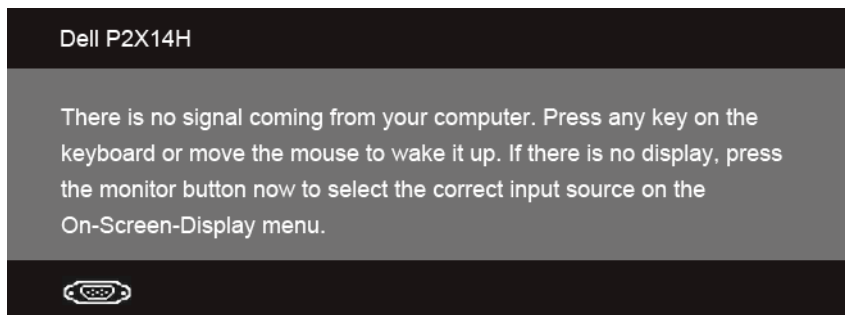 Dell P2X14H
There is no signal coming from your computer. Press any key on the
keyboard or move the mouse to wake it up. If there is no display, press
the monitor button now to select the correct input source on the
On-Screen-Display menu.